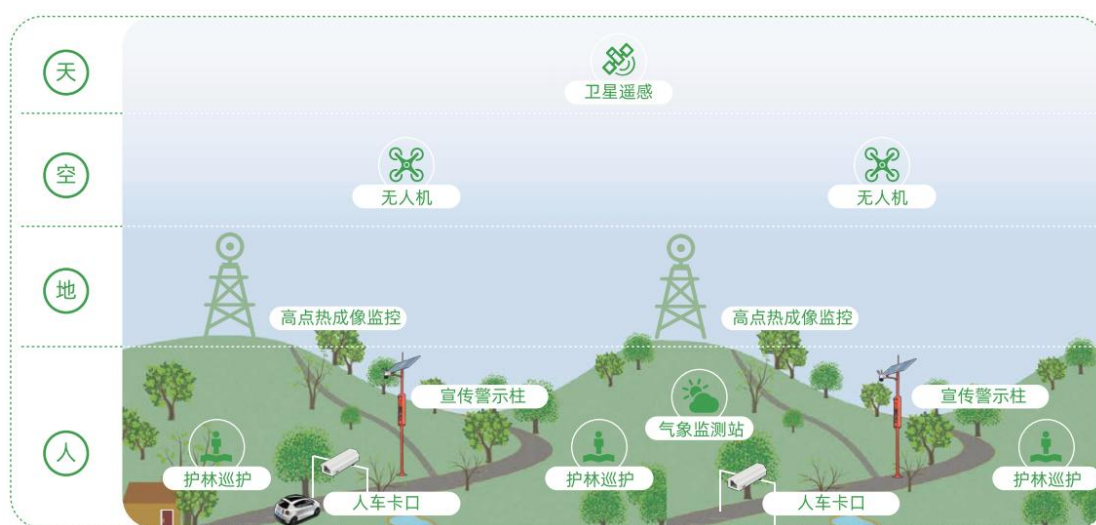 天
卫星遥感
空
无人机
无人机
地
高点热成像监控
高点热成像监控
人
宣传警示柱
宣传警示柱
气象监测站
护林巡护
护林巡护
护林巡护
人车卡口
人车卡口